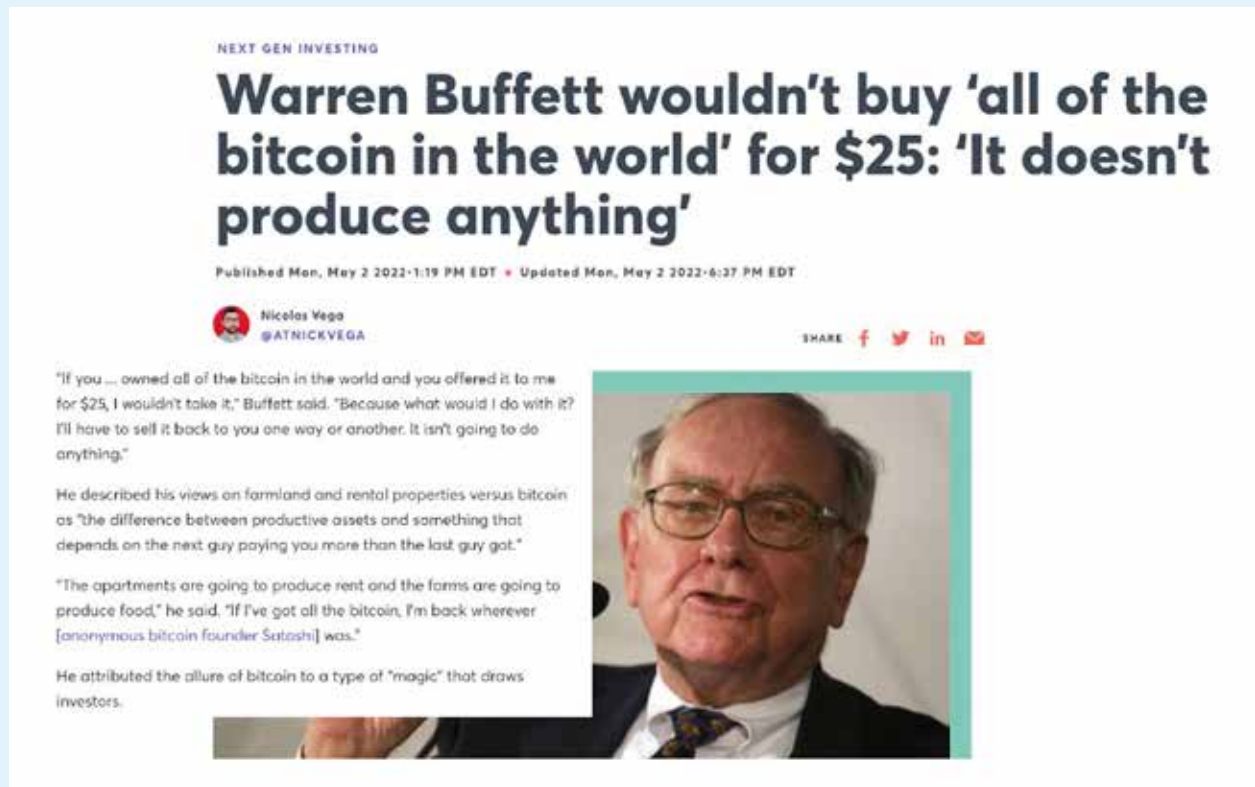 NEXT GEN INVESTING
Warren Buffett wouldn't buy 'all of the
bitcoin in the world' for $25: 'It doesn't
produce anything'
Published Mon, May 2 2022•1:19 PM EDT • Updated Mon, May 2 2022•6:37 PM EDT
Nicolas Vega
@ATNICKVEGA
SHARE
"If you ... owned all of the bitcoin in the world and you offered it to me
for $25, I wouldn't take it," Buffett said. "Because what would I do with it?
I'll have to sell it back to you one way or another. It isn't going to do
anything."
He described his views on farmland and rental properties versus bitcoin
as "the difference between productive assets and something that
depends on the next guy paying you more than the last guy got."
"The apartments are going to produce rent and the farms are going to
produce food," he said. "If I've got all the bitcoin, I'm back wherever
[anonymous bitcoin founder Satoshi] was."
He attributed the allure of bitcoin to a type of "magic" that draws
investors.